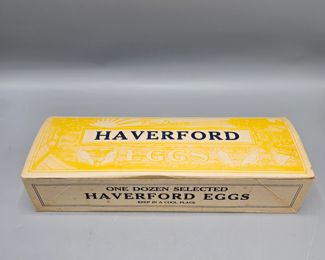 HAVERFORD
EGGS
ONE DOZEN SELECTED
HAVERFORD EGGS
KEEP IN A COOL PLACE